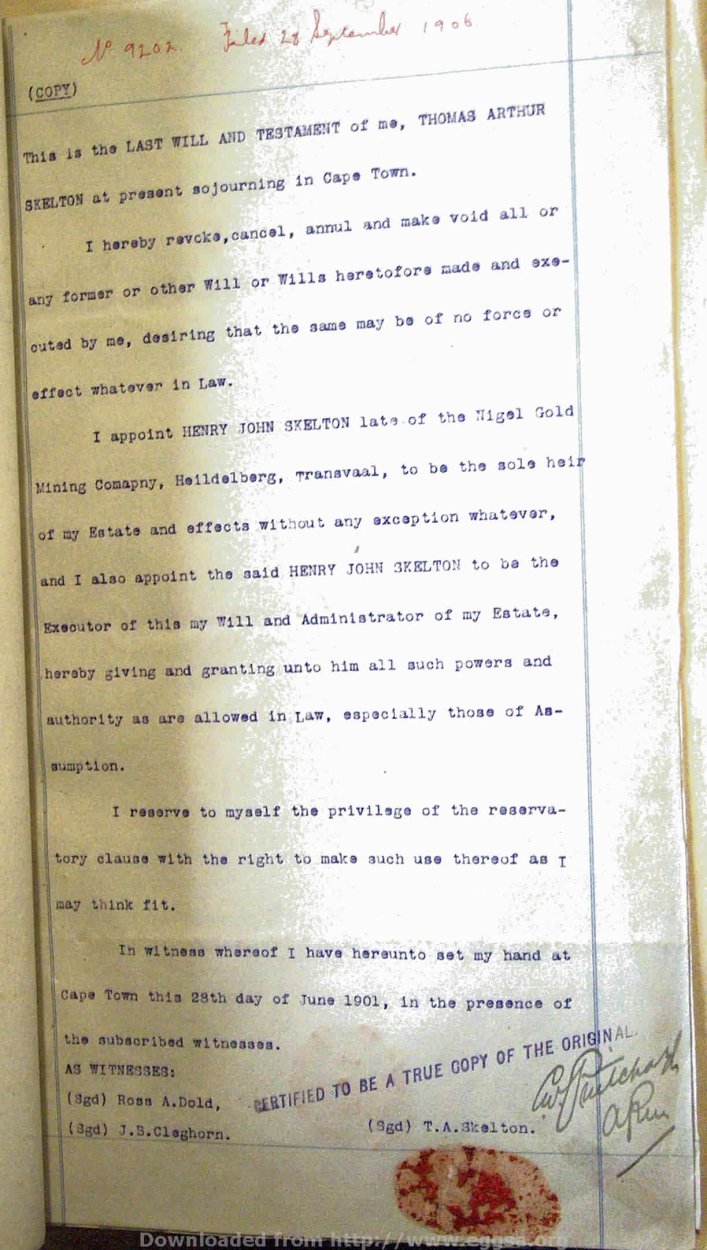 No 9202. Filed 28 September 1906
(COPY)
This is the LAST WILL AND TESTAMENT of me, THOMAS ARTHUR
SKELTON at present sojourning in Cape Town.
I hereby revoke,cancel, annul and make void all or
any former or other Will or Wills heretofore made and exe-
cuted by me, desiring that the same may be of no force or
effect whatever in Law.
I appoint HENRY JOHN SKELTON late of the Nigel Gold
Mining Comapny, Heildelberg, Transvaal, to be the sole heir
of my Estate and effects without any exception whatever,
and I also appoint the said HENRY JOHN SKELTON to be the
Executor of this my Will and Administrator of my Estate,
hereby giving and granting unto him all such powers and
authority as are allowed in Law, especially those of As-
sumption.
I reserve to myself the privilege of the reserva-
tory clause with the right to make such use thereof as I
may think fit.
In witness whereof I have hereunto set my hand at
Cape Town this 28th day of June 1901, in the presence of
the subscribed witnesses.
AS WITNESSES:
CERTIFIED TO BE A TRUE COPY OF THE ORIGINAL.
(Sgd) Ross A.Dold,
(Sgd) J.B.Cleghorn.
(Sgd) T.A.Skelton.
Downloaded from http://www.eggsa.org